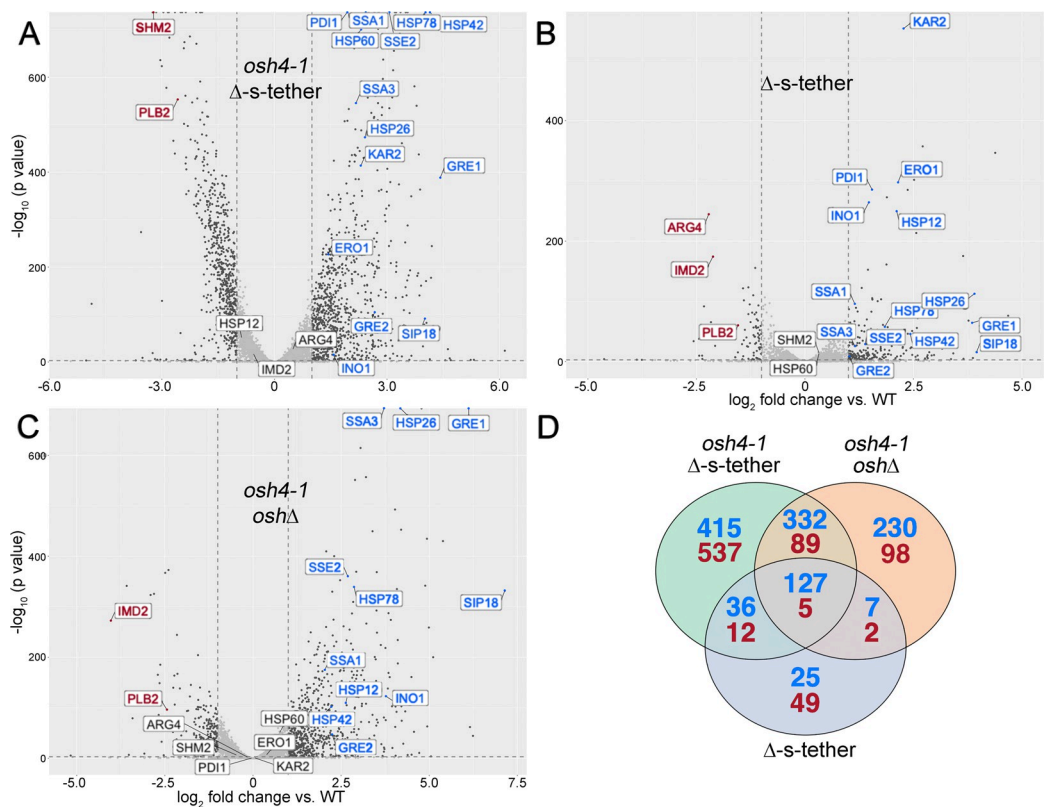 A
osh4-1
Δ-s-tether
SHM2
PLB2
PDI1
SSA1
HSP78
HSP42
HSP60
SSE2
SSA3
HSP26
KAR2
GRE1
ERO1
HSP12
GRE2
ARG4
SIP18
IMD2
INO1
-log10 (p value)
600
400
200
0
-6.0
-3.0
0
3.0
6.0
B
Δ-s-tether
KAR2
PDI1
ERO1
INO1
HSP12
ARG4
IMD2
SSA1
HSP26
HSP78
PLB2
SSA3
GRE1
SHM2
SSE2
HSP42
SIP18
HSP60
GRE2
400
200
0
-5.0
-2.5
0.0
2.5
5.0
log2 fold change vs. WT
C
osh4-1
oshΔ
SSA3
HSP26
GRE1
SSE2
HSP78
SIP18
IMD2
SSA1
PLB2
HSP12
INO1
ARG4
HSP60
HSP42
SHM2
ERO1
GRE2
PDI1
KAR2
-log10 (p value)
600
400
200
0
-5.0
-2.5
0
2.5
5.0
7.5
log2 fold change vs. WT
D
osh4-1
Δ-s-tether
osh4-1
oshΔ
415
537
332
89
230
98
127
5
36
12
7
2
25
49
Δ-s-tether